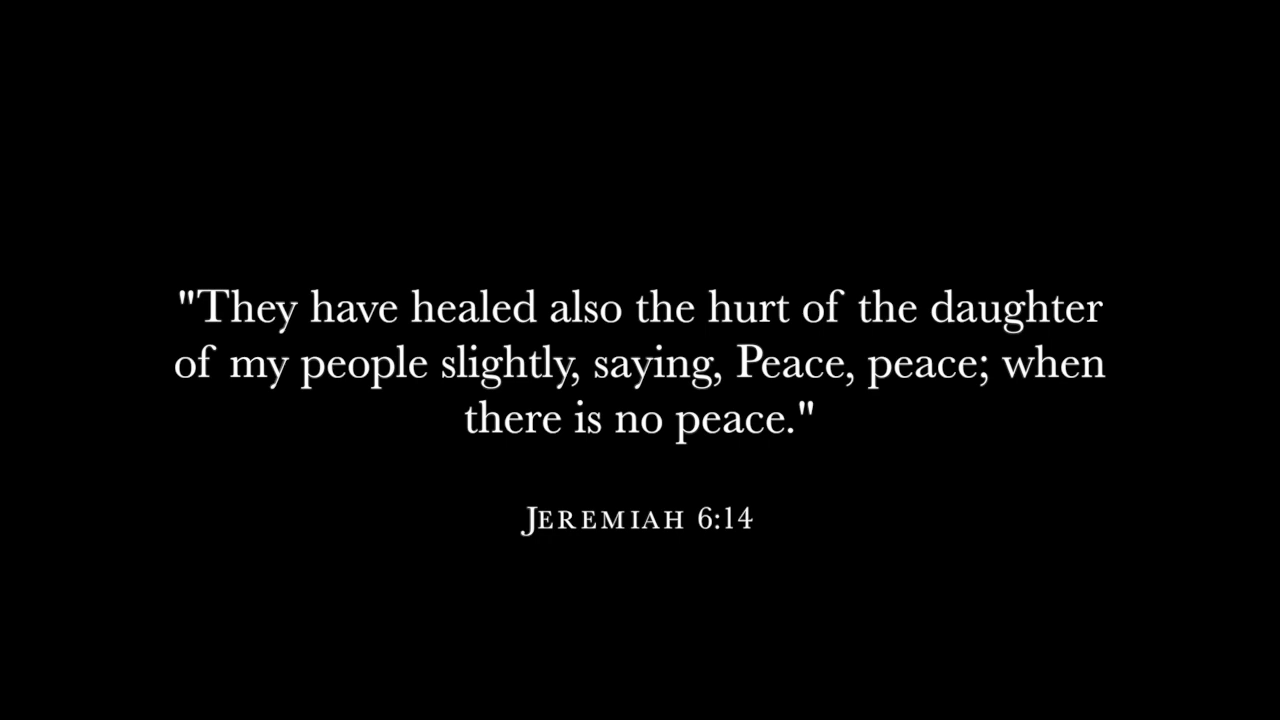 "They have healed also the hurt of the daughter
of my people slightly, saying, Peace, peace; when
there is no peace."
JEREMIAH 6:14